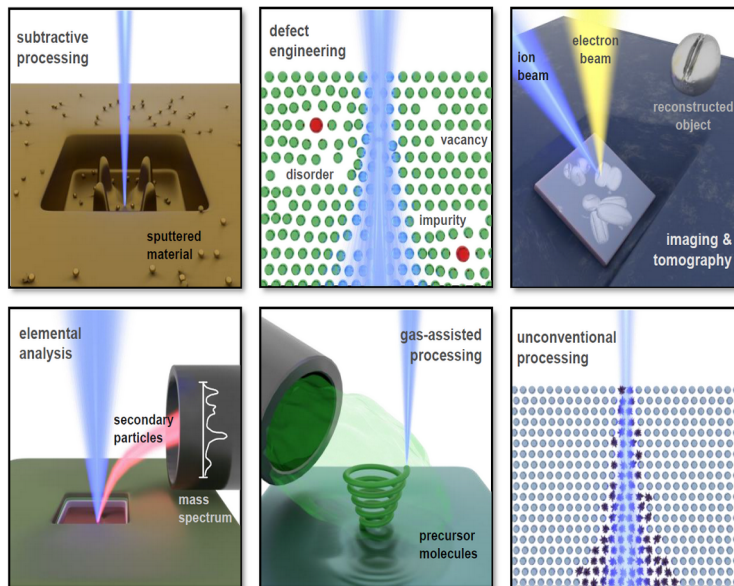 subtractive
processing
sputtered
material
defect
engineering
vacancy
disorder
impurity
electron
beam
ion
beam
reconstructed
object
imaging &
tomography
elemental
analysis
secondary
particles
mass
spectrum
gas-assisted
processing
precursor
molecules
unconventional
processing